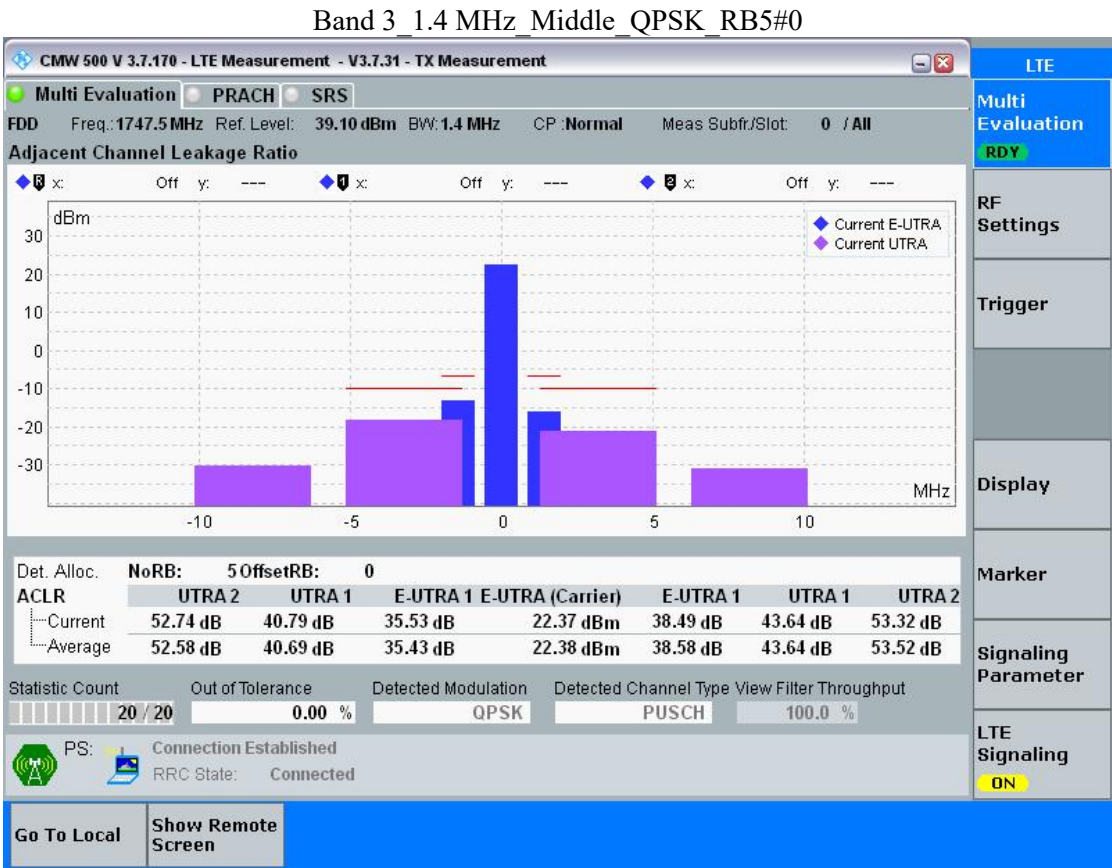 Band 3_1.4 MHz_Middle_QPSK_RB5#0
CMW 500 V 3.7.170 - LTE Measurement - V3.7.31 - TX Measurement
LTE
Multi Evaluation PRACH SRS
FDD Freq.: 1747.5 MHz Ref. Level: 39.10 dBm BW: 1.4 MHz CP : Normal Meas Subfr./Slot: 0 / All
Adjacent Channel Leakage Ratio
R x: Off y: --- 1 x: Off y: --- 2 x: Off y: ---
dBm
Current E-UTRA
Current UTRA
30
20
10
0
-10
-20
-30
MHz
-10 -5 0 5 10
Det. Alloc. NoRB: 5 OffsetRB: 0
ACLR UTRA 2 UTRA 1 E-UTRA 1 E-UTRA (Carrier) E-UTRA 1 UTRA 1 UTRA 2
Current 52.74 dB 40.79 dB 35.53 dB 22.37 dBm 38.49 dB 43.64 dB 53.32 dB
Average 52.58 dB 40.69 dB 35.43 dB 22.38 dBm 38.58 dB 43.64 dB 53.52 dB
Statistic Count Out of Tolerance Detected Modulation Detected Channel Type View Filter Throughput
20 / 20 0.00 % QPSK PUSCH 100.0 %
PS: Connection Established
RRC State: Connected
Multi
Evaluation
RDY
RF
Settings
Trigger
Display
Marker
Signaling
Parameter
LTE
Signaling
ON
Go To Local
Show Remote
Screen